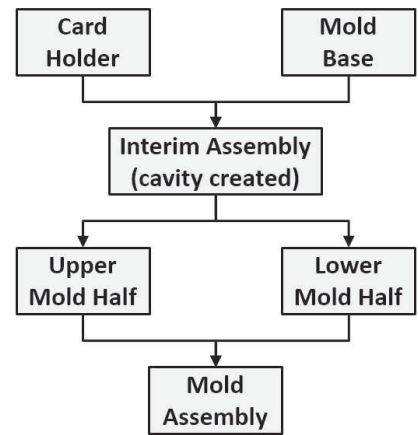 Card
Holder
Mold
Base
Interim Assembly
(cavity created)
Upper
Mold Half
Lower
Mold Half
Mold
Assembly